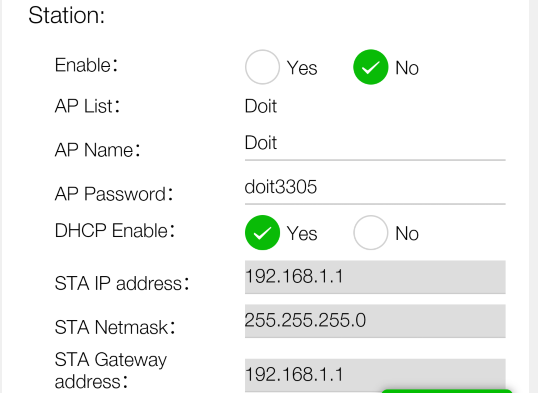 Station:
Enable： Yes No
AP List： Doit
AP Name： Doit
AP Password： doit3305
DHCP Enable： Yes No
STA IP address： 192.168.1.1
STA Netmask： 255.255.255.0
STA Gateway
address： 192.168.1.1